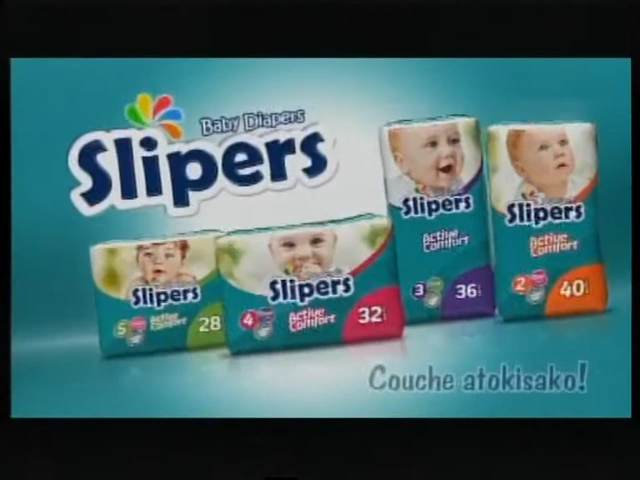 Baby Diapers
Slipers
Slipers
Active
Comfort
3
36
Slipers
Active
Comfort
2
40
Slipers
5
Active
Comfort
28
Slipers
4
Active
Comfort
32
Couche atokisako!